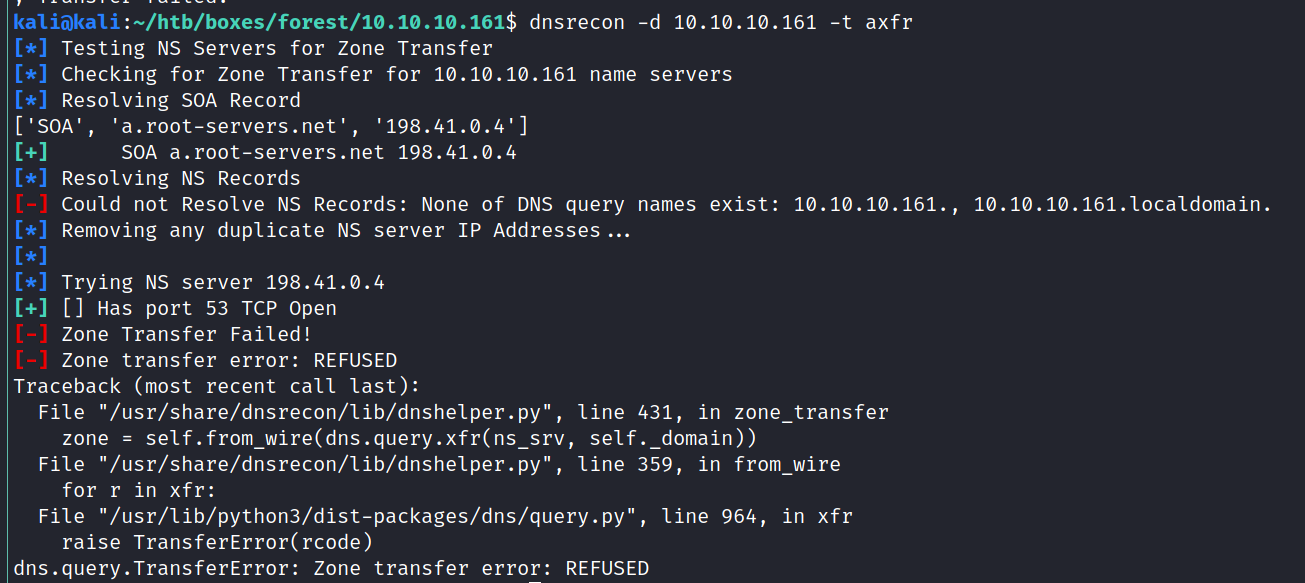 , Transfer failed.
kali@kali:~/htb/boxes/forest/10.10.10.161$ dnsrecon -d 10.10.10.161 -t axfr
[*] Testing NS Servers for Zone Transfer
[*] Checking for Zone Transfer for 10.10.10.161 name servers
[*] Resolving SOA Record
['SOA', 'a.root-servers.net', '198.41.0.4']
[+]      SOA a.root-servers.net 198.41.0.4
[*] Resolving NS Records
[-] Could not Resolve NS Records: None of DNS query names exist: 10.10.10.161., 10.10.10.161.localdomain.
[*] Removing any duplicate NS server IP Addresses...
[*]
[*] Trying NS server 198.41.0.4
[+] [] Has port 53 TCP Open
[-] Zone Transfer Failed!
[-] Zone transfer error: REFUSED
Traceback (most recent call last):
  File "/usr/share/dnsrecon/lib/dnshelper.py", line 431, in zone_transfer
    zone = self.from_wire(dns.query.xfr(ns_srv, self._domain))
  File "/usr/share/dnsrecon/lib/dnshelper.py", line 359, in from_wire
    for r in xfr:
  File "/usr/lib/python3/dist-packages/dns/query.py", line 964, in xfr
    raise TransferError(rcode)
dns.query.TransferError: Zone transfer error: REFUSED